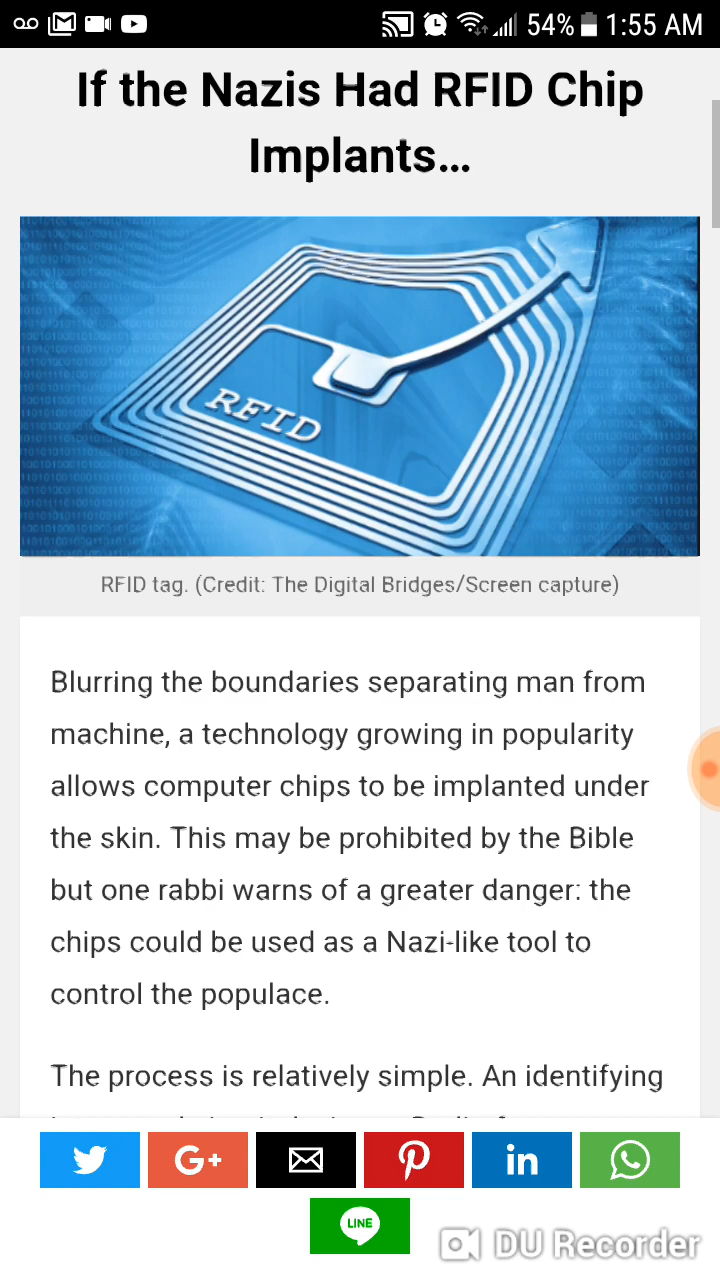 54% 1:55 AM
If the Nazis Had RFID Chip
Implants...
RFID
RFID tag. (Credit: The Digital Bridges/Screen capture)
Blurring the boundaries separating man from
machine, a technology growing in popularity
allows computer chips to be implanted under
the skin. This may be prohibited by the Bible
but one rabbi warns of a greater danger: the
chips could be used as a Nazi-like tool to
control the populace.
The process is relatively simple. An identifying
G+
in
LINE
DU Recorder